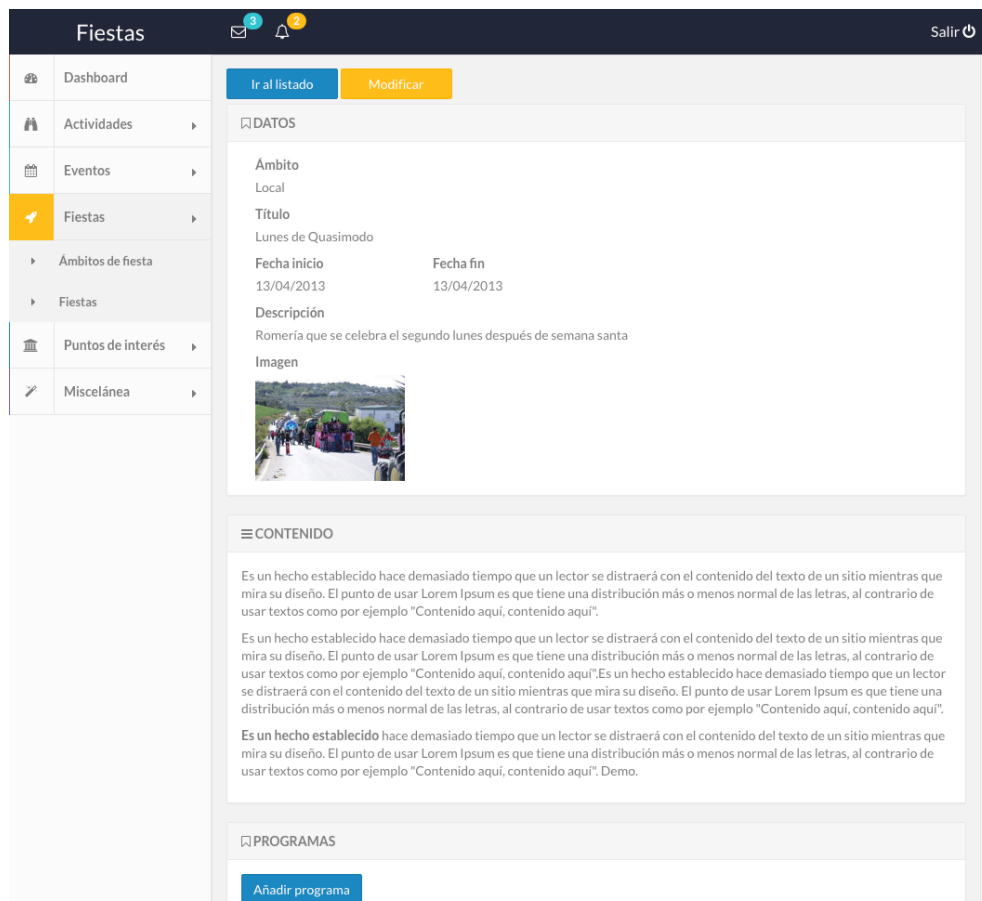 Fiestas
3
2
Salir
Dashboard
Actividades
Eventos
Fiestas
Ámbitos de fiesta
Fiestas
Puntos de interés
Miscelánea
Ir al listado
Modificar
DATOS
Ámbito
Local
Título
Lunes de Quasimodo
Fecha inicio Fecha fin
13/04/2013 13/04/2013
Descripción
Romería que se celebra el segundo lunes después de semana santa
Imagen
CONTENIDO
Es un hecho establecido hace demasiado tiempo que un lector se distraerá con el contenido del texto de un sitio mientras que
mira su diseño. El punto de usar Lorem Ipsum es que tiene una distribución más o menos normal de las letras, al contrario de
usar textos como por ejemplo "Contenido aquí, contenido aquí".
Es un hecho establecido hace demasiado tiempo que un lector se distraerá con el contenido del texto de un sitio mientras que
mira su diseño. El punto de usar Lorem Ipsum es que tiene una distribución más o menos normal de las letras, al contrario de
usar textos como por ejemplo "Contenido aquí, contenido aquí".Es un hecho establecido hace demasiado tiempo que un lector
se distraerá con el contenido del texto de un sitio mientras que mira su diseño. El punto de usar Lorem Ipsum es que tiene una
distribución más o menos normal de las letras, al contrario de usar textos como por ejemplo "Contenido aquí, contenido aquí".
Es un hecho establecido hace demasiado tiempo que un lector se distraerá con el contenido del texto de un sitio mientras que
mira su diseño. El punto de usar Lorem Ipsum es que tiene una distribución más o menos normal de las letras, al contrario de
usar textos como por ejemplo "Contenido aquí, contenido aquí". Demo.
PROGRAMAS
Añadir programa